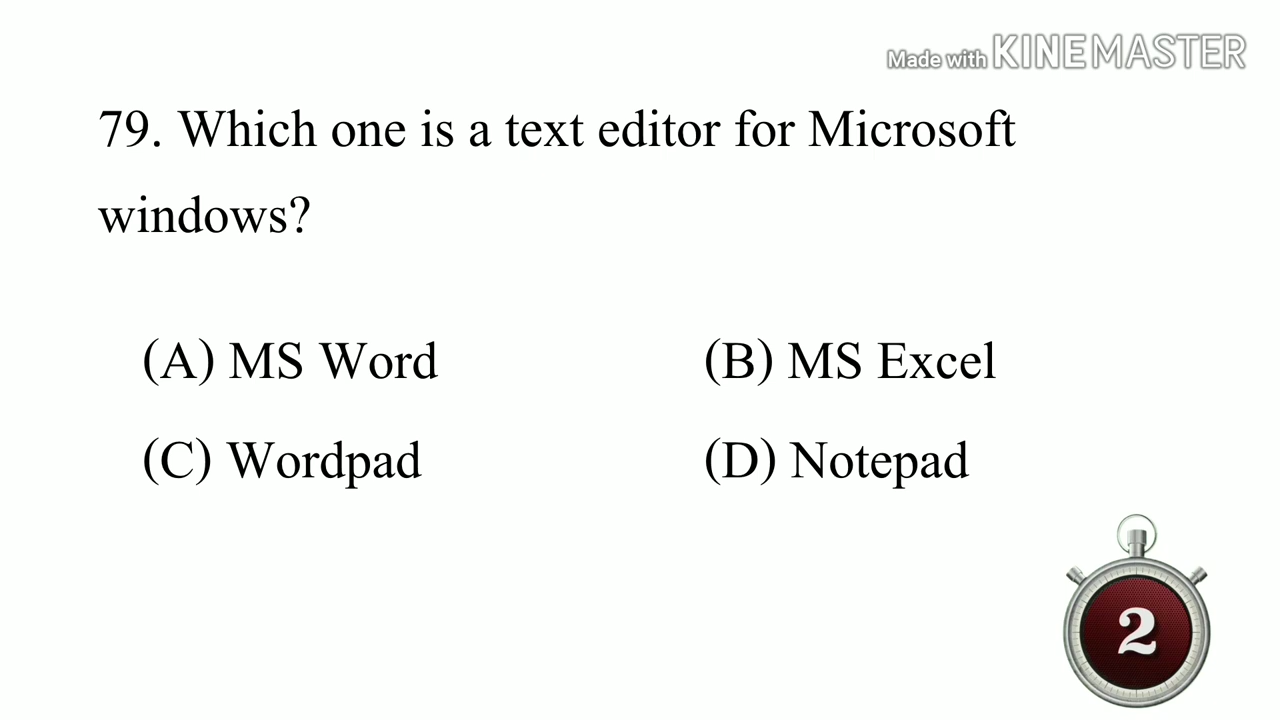 Made with KINEMASTER
79. Which one is a text editor for Microsoft
windows?
(A) MS Word (B) MS Excel
(C) Wordpad (D) Notepad
2